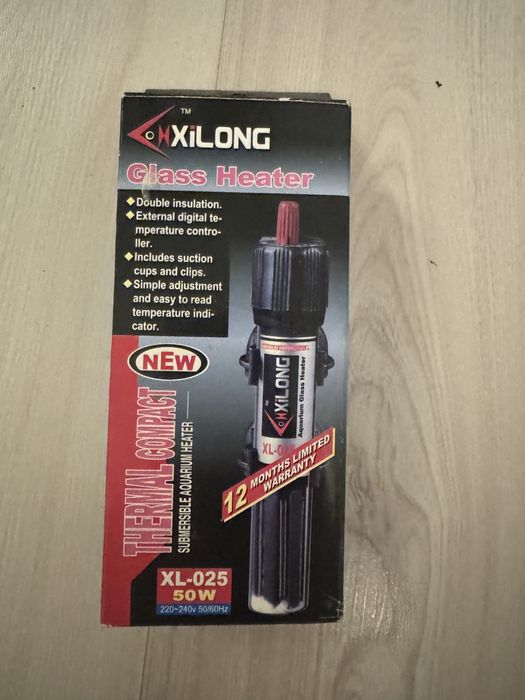 ™
XiLONG
Glass Heater
◆Double insulation.
◆External digital te-
mperature contro-
ller.
◆Includes suction
cups and clips.
◆Simple adjustment
and easy to read
temperature indi-
cator.
NEW
THERMAL COMPACT
SUBMERSIBLE AQUARIUM HEATER
™
XiLONG
Aquarium Glass Heater
12 MONTHS LIMITED
WARRANTY
XL-025
50W
220~240v 50/60Hz